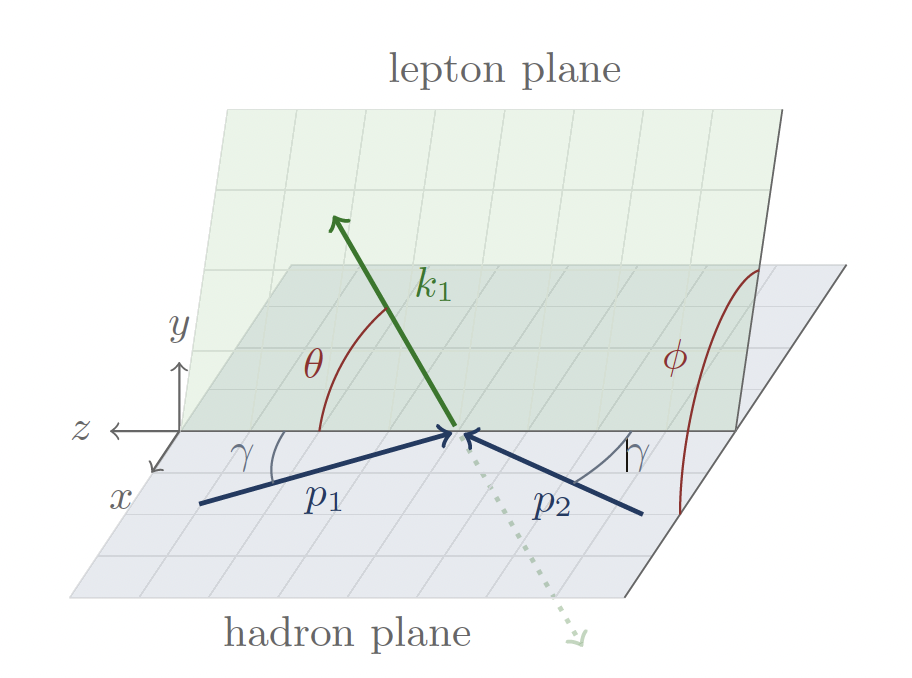 lepton plane
k₁
y
θ
ϕ
z
γ
γ
x
p₁
p₂
hadron plane